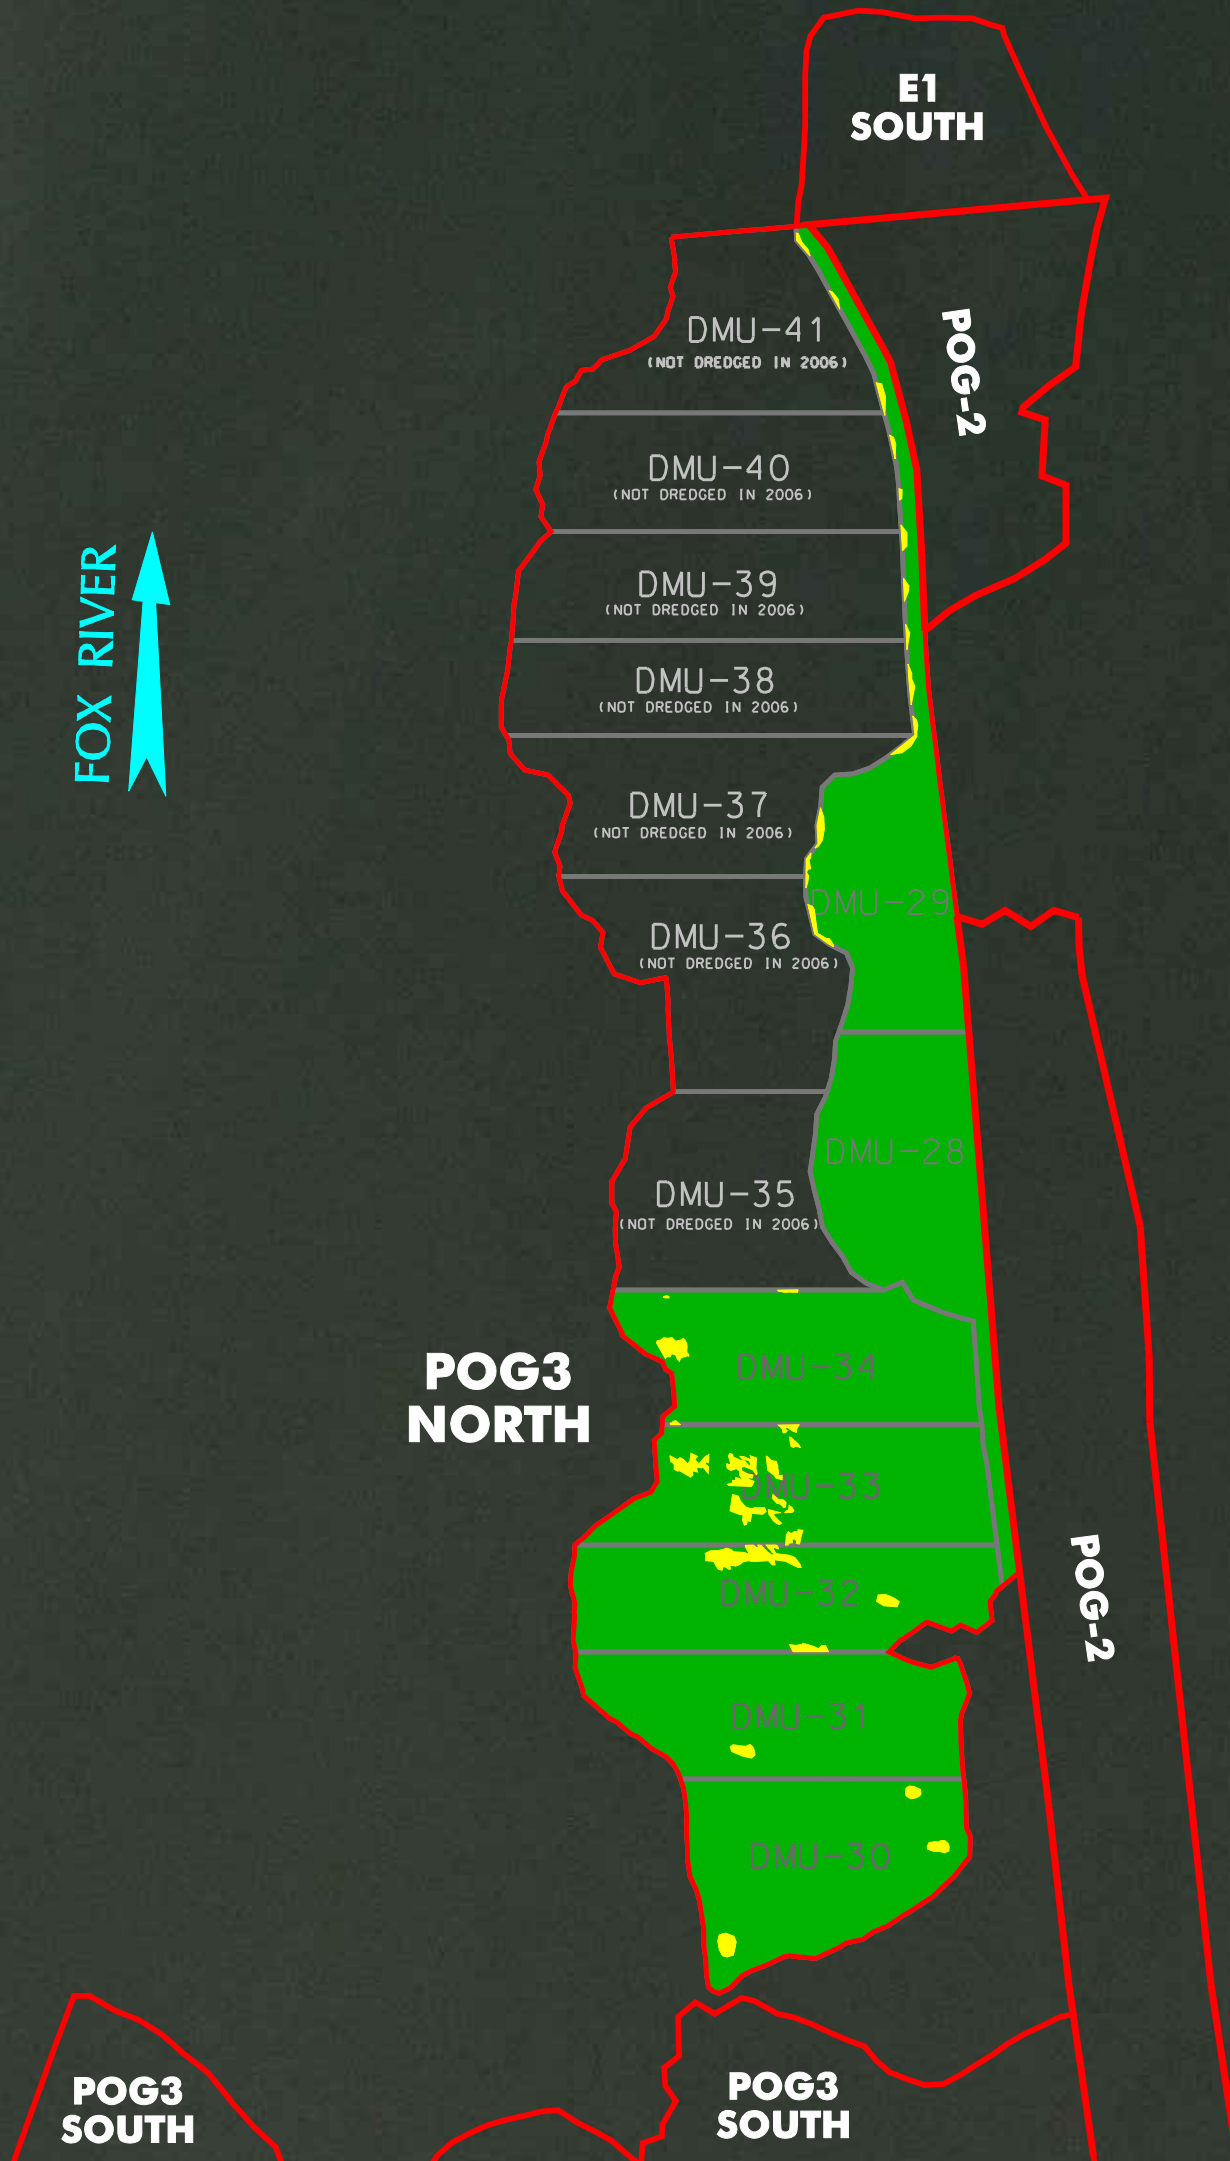 E1
SOUTH
POG-2
DMU-41
(NOT DREDGED IN 2006)
DMU-40
(NOT DREDGED IN 2006)
DMU-39
(NOT DREDGED IN 2006)
DMU-38
(NOT DREDGED IN 2006)
FOX RIVER
DMU-37
(NOT DREDGED IN 2006)
DMU-29
DMU-36
(NOT DREDGED IN 2006)
DMU-28
DMU-35
(NOT DREDGED IN 2006)
POG3
NORTH
DMU-34
DMU-33
DMU-32
POG-2
DMU-31
DMU-30
POG3
SOUTH
POG3
SOUTH